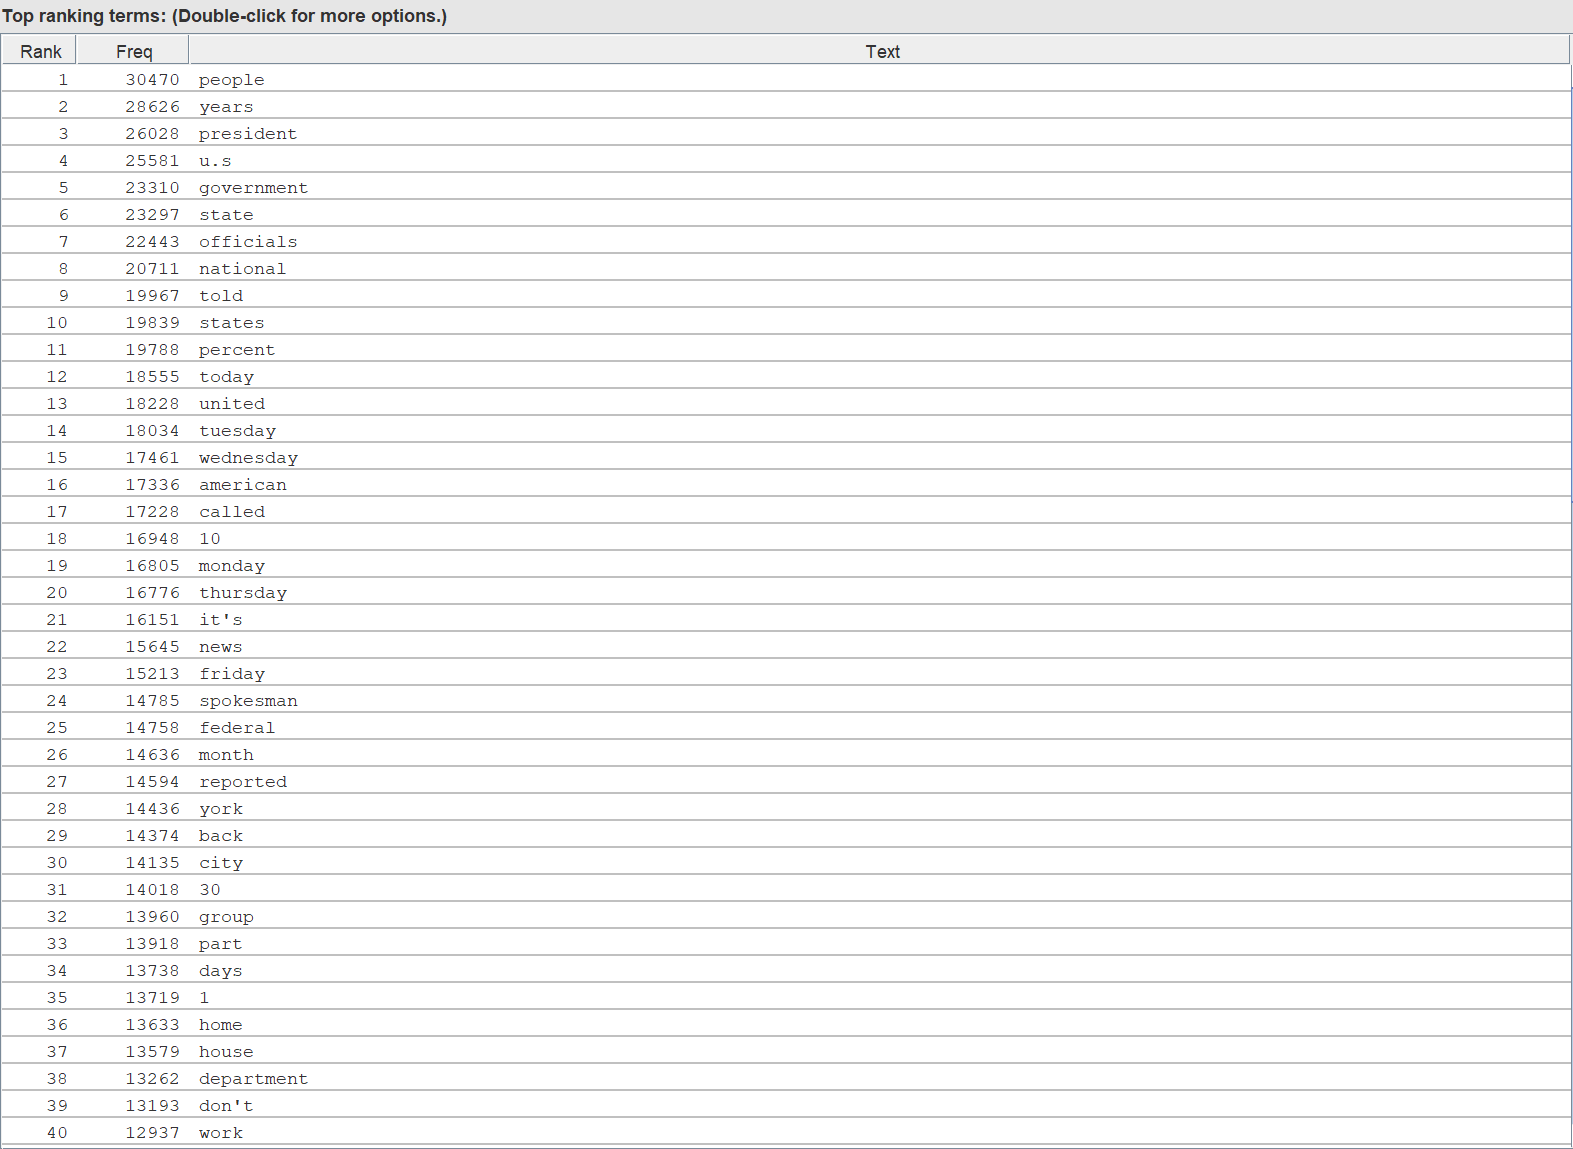 Top ranking terms: (Double-click for more options.)
Rank Freq Text
1 30470 people
2 28626 years
3 26028 president
4 25581 u.s
5 23310 government
6 23297 state
7 22443 officials
8 20711 national
9 19967 told
10 19839 states
11 19788 percent
12 18555 today
13 18228 united
14 18034 tuesday
15 17461 wednesday
16 17336 american
17 17228 called
18 16948 10
19 16805 monday
20 16776 thursday
21 16151 it's
22 15645 news
23 15213 friday
24 14785 spokesman
25 14758 federal
26 14636 month
27 14594 reported
28 14436 york
29 14374 back
30 14135 city
31 14018 30
32 13960 group
33 13918 part
34 13738 days
35 13719 1
36 13633 home
37 13579 house
38 13262 department
39 13193 don't
40 12937 work